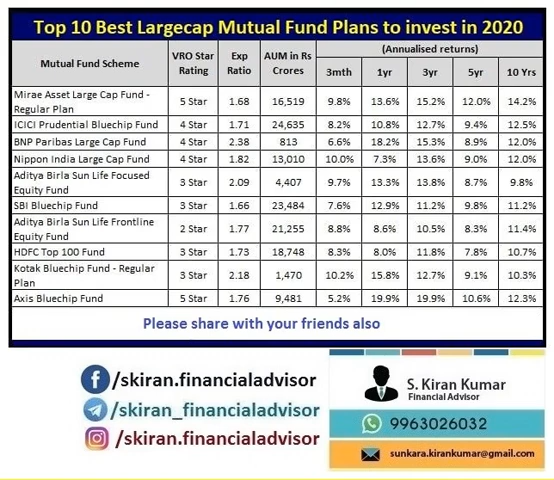 Top 10 Best Largecap Mutual Fund Plans to invest in 2020
Mutual Fund Scheme VRO Star Rating Exp Ratio AUM in Rs Crores (Annualised returns)
3mth 1yr 3yr 5yr 10 Yrs
Mirae Asset Large Cap Fund - Regular Plan 5 Star 1.68 16,519 9.8% 13.6% 15.2% 12.0% 14.2%
ICICI Prudential Bluechip Fund 4 Star 1.71 24,635 8.2% 10.8% 12.7% 9.4% 12.5%
BNP Paribas Large Cap Fund 4 Star 2.38 813 6.6% 18.2% 15.3% 8.9% 12.0%
Nippon India Large Cap Fund 4 Star 1.82 13,010 10.0% 7.3% 13.6% 9.0% 12.0%
Aditya Birla Sun Life Focused Equity Fund 3 Star 2.09 4,407 9.7% 13.3% 13.8% 8.7% 9.8%
SBI Bluechip Fund 3 Star 1.66 23,484 7.6% 12.9% 11.2% 9.8% 11.2%
Aditya Birla Sun Life Frontline Equity Fund 2 Star 1.77 21,255 8.8% 8.6% 10.5% 8.3% 11.4%
HDFC Top 100 Fund 3 Star 1.73 18,748 8.3% 8.0% 11.8% 7.8% 10.7%
Kotak Bluechip Fund - Regular Plan 3 Star 2.18 1,470 10.2% 15.8% 12.7% 9.1% 10.3%
Axis Bluechip Fund 5 Star 1.76 9,481 5.2% 19.9% 19.9% 10.6% 12.3%
Please share with your friends also
/skiran.financialadvisor
/skiran_financialadvisor
/skiran.financialadvisor
S. Kiran Kumar
Financial Advisor
9963026032
sunkara.kirankumar@gmail.com